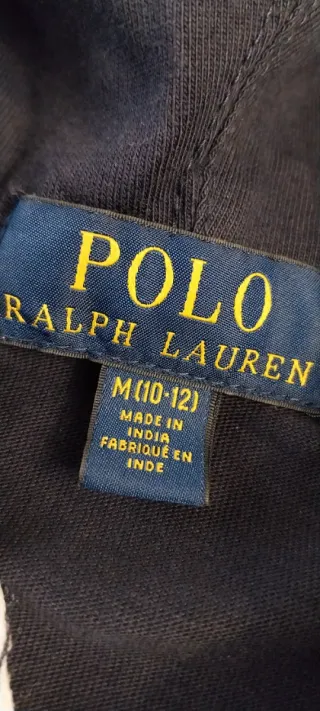 POLO
RALPH LAUREN
M(10-12)
MADE IN
INDIA
FABRIQUÉ EN
INDE